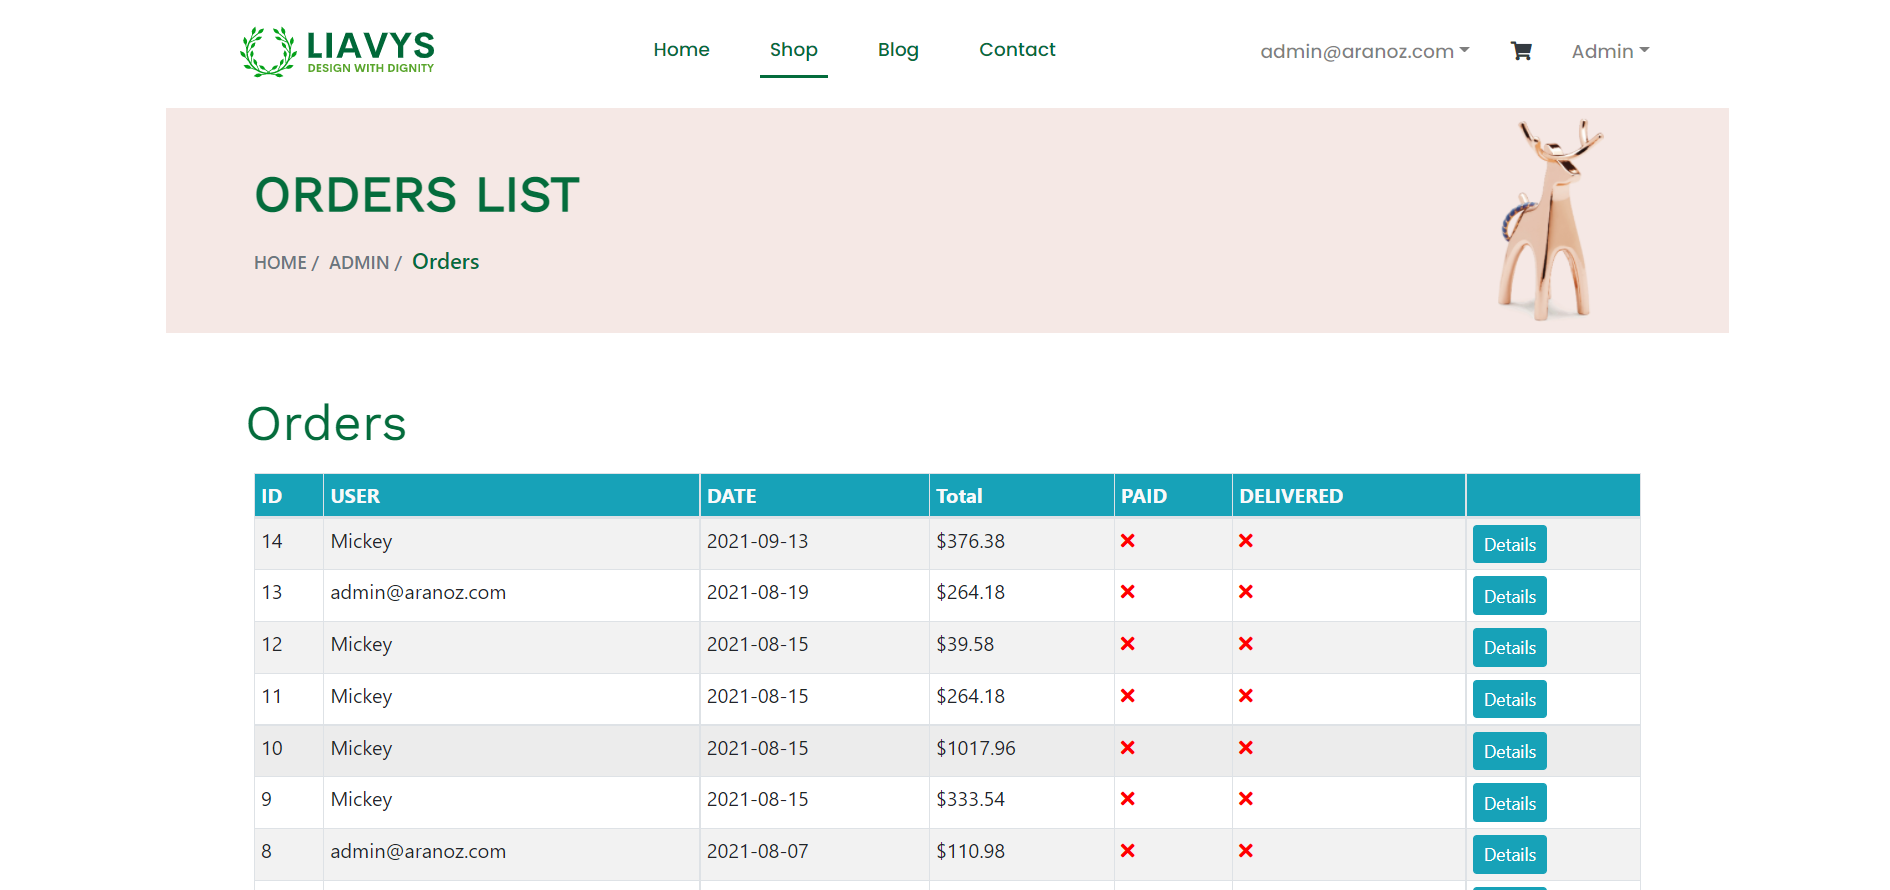 LIAVYS
DESIGN WITH DIGNITY
Home Shop Blog Contact
admin@aranoz.com Admin
ORDERS LIST
HOME / ADMIN / Orders
Orders
ID USER DATE Total PAID DELIVERED
14 Mickey 2021-09-13 $376.38 Details
13 admin@aranoz.com 2021-08-19 $264.18 Details
12 Mickey 2021-08-15 $39.58 Details
11 Mickey 2021-08-15 $264.18 Details
10 Mickey 2021-08-15 $1017.96 Details
9 Mickey 2021-08-15 $333.54 Details
8 admin@aranoz.com 2021-08-07 $110.98 Details